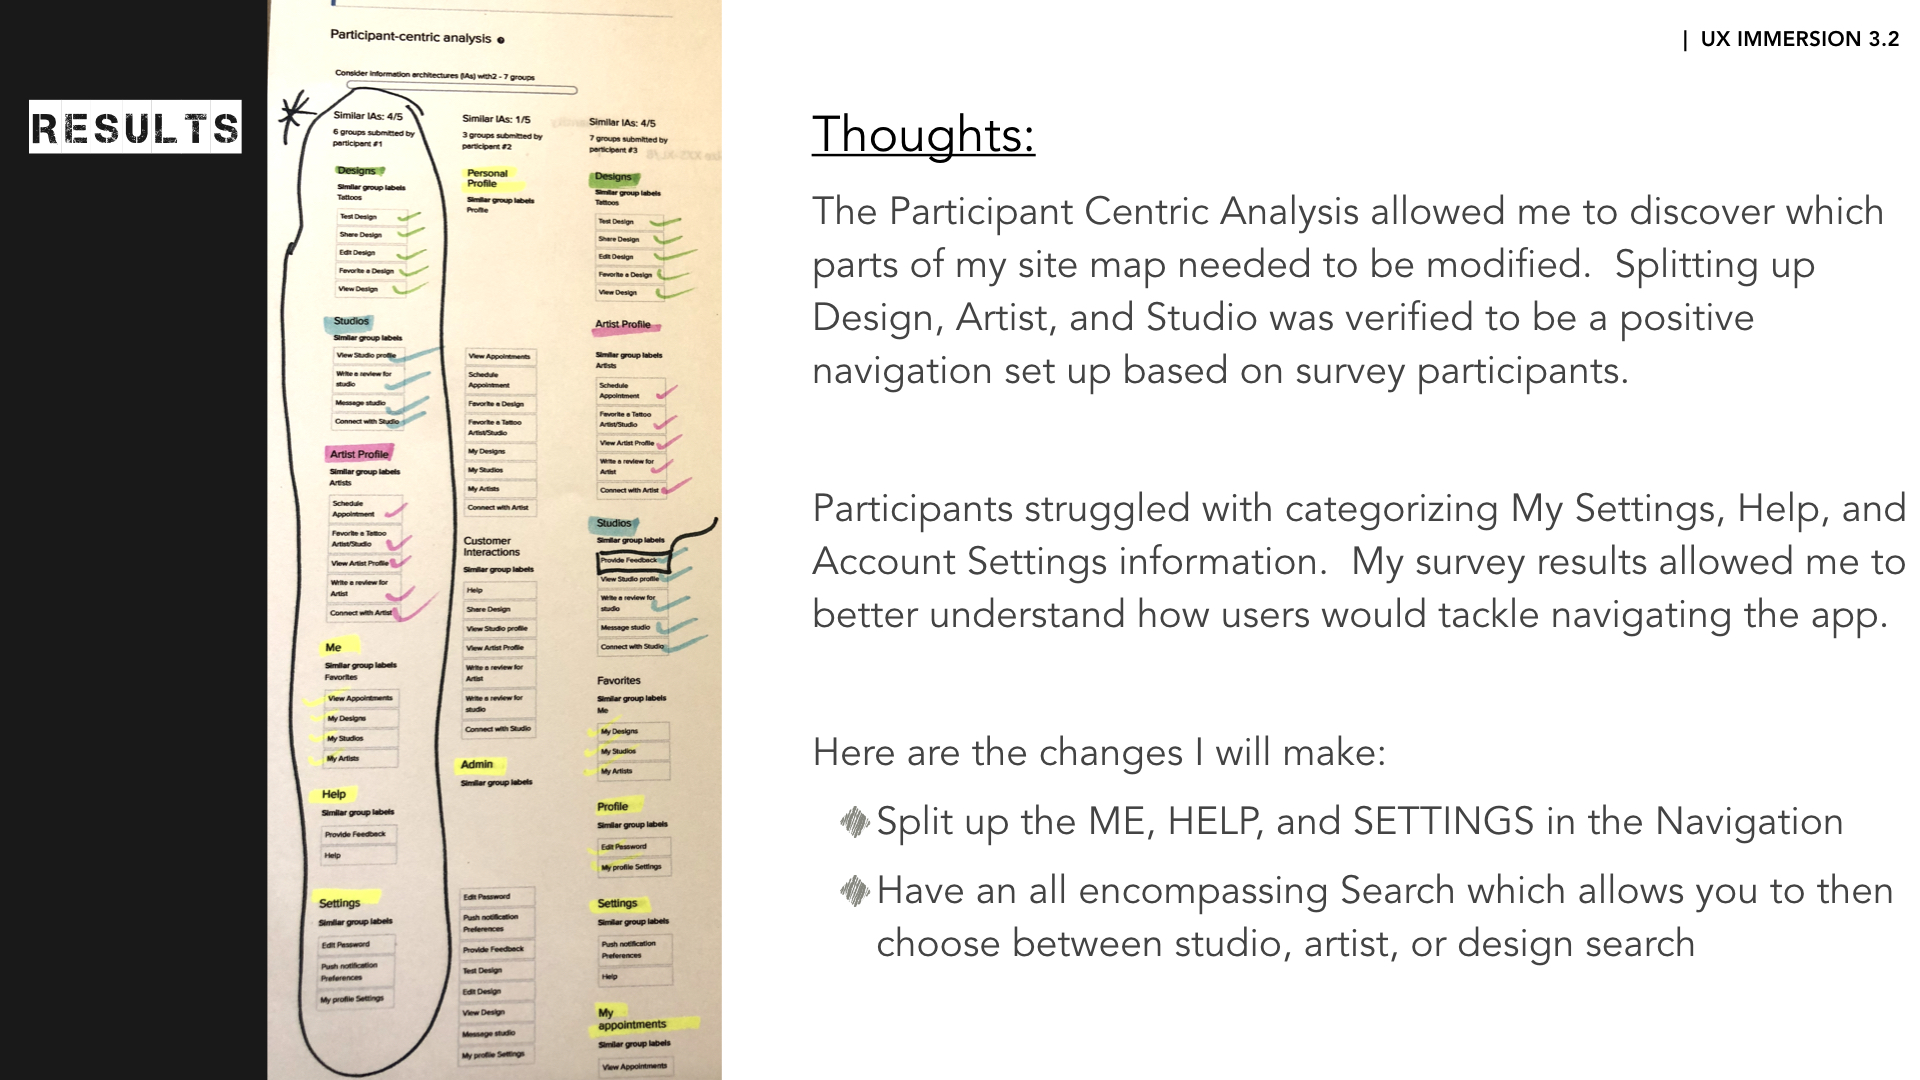 RESULTS
Participant-centric analysis
Consider information architectures (IAs) with2 - 7 groups
Similar IAs: 4/5
6 groups submitted by
participant #1
Designs
Similar group labels
Tattoos
Test Design
Share Design
Edit Design
Favorite a Design
View Design
Studios
Similar group labels
View Studio profile
Write a review for
studio
Message studio
Connect with Studio
Artist Profile
Similar group labels
Artists
Schedule
Appointment
Favorite a Tattoo
Artist/Studio
View Artist Profile
Write a review for
Artist
Connect with Artist
Me
Similar group labels
Favorites
View Appointments
My Designs
My Studios
My Artists
Help
Similar group labels
Provide Feedback
Help
Settings
Similar group labels
Edit Password
Push notification
Preferences
My profile Settings
Similar IAs: 1/5
3 groups submitted by
participant #2
Personal
Profile
Similar group labels
Profile
View Appointments
Schedule
Appointment
Favorite a Design
Favorite a Tattoo
Artist/Studio
My Designs
My Studios
My Artists
Connect with Artist
Customer
Interactions
Similar group labels
Help
Share Design
View Studio profile
View Artist Profile
Write a review for
Artist
Write a review for
studio
Connect with Studio
Admin
Similar group labels
Edit Password
Push notification
Preferences
Provide Feedback
Test Design
Edit Design
View Design
Message studio
My profile Settings
Similar IAs: 4/5
7 groups submitted by
participant #3
Designs
Similar group labels
Tattoos
Test Design
Share Design
Edit Design
Favorite a Design
View Design
Artist Profile
Similar group labels
Artists
Schedule
Appointment
Favorite a Tattoo
Artist/Studio
View Artist Profile
Write a review for
Artist
Connect with Artist
Studios
Similar group labels
Provide Feedback
View Studio profile
Write a review for
studio
Message studio
Connect with Studio
Favorites
Similar group labels
Me
My Designs
My Studios
My Artists
Profile
Similar group labels
Edit Password
My profile Settings
Settings
Similar group labels
Push notification
Preferences
Help
My
appointments
Similar group labels
View Appointments
| UX IMMERSION 3.2
Thoughts:
The Participant Centric Analysis allowed me to discover which
parts of my site map needed to be modified.  Splitting up
Design, Artist, and Studio was verified to be a positive
navigation set up based on survey participants.
Participants struggled with categorizing My Settings, Help, and
Account Settings information.  My survey results allowed me to
better understand how users would tackle navigating the app.
Here are the changes I will make:
Split up the ME, HELP, and SETTINGS in the Navigation
Have an all encompassing Search which allows you to then
choose between studio, artist, or design search